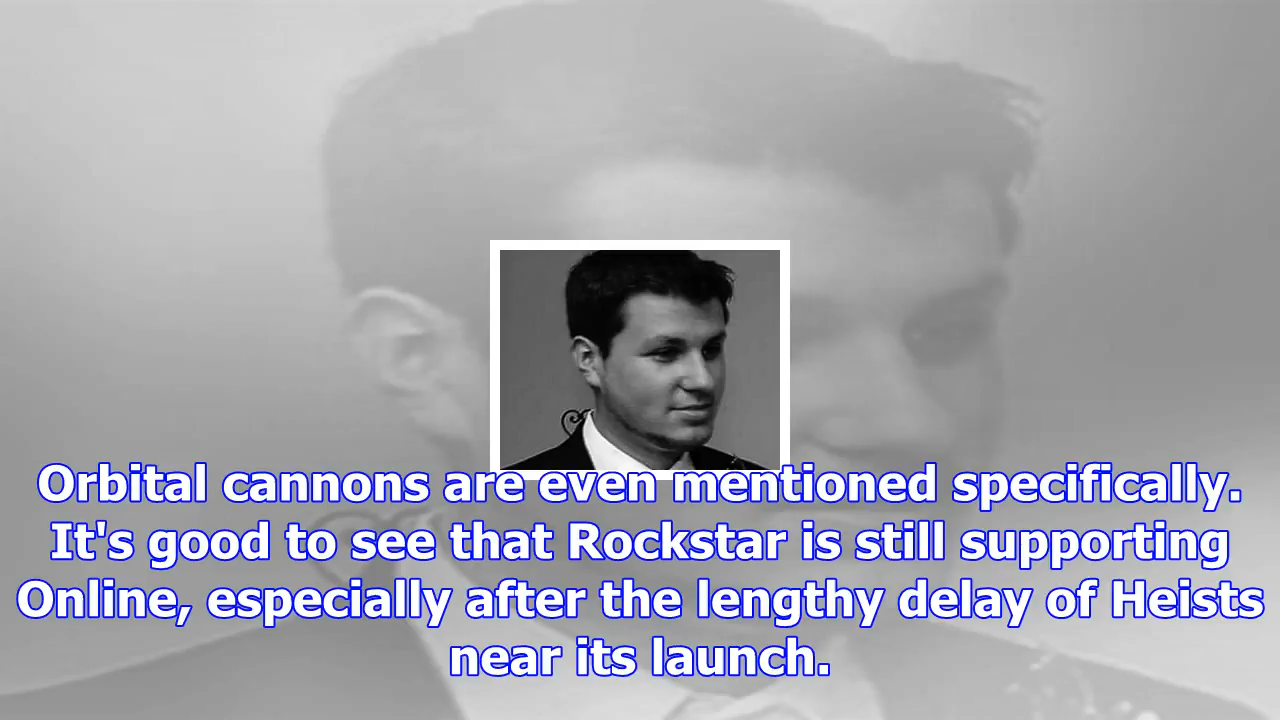 Orbital cannons are even mentioned specifically.
It's good to see that Rockstar is still supporting
Online, especially after the lengthy delay of Heists
near its launch.